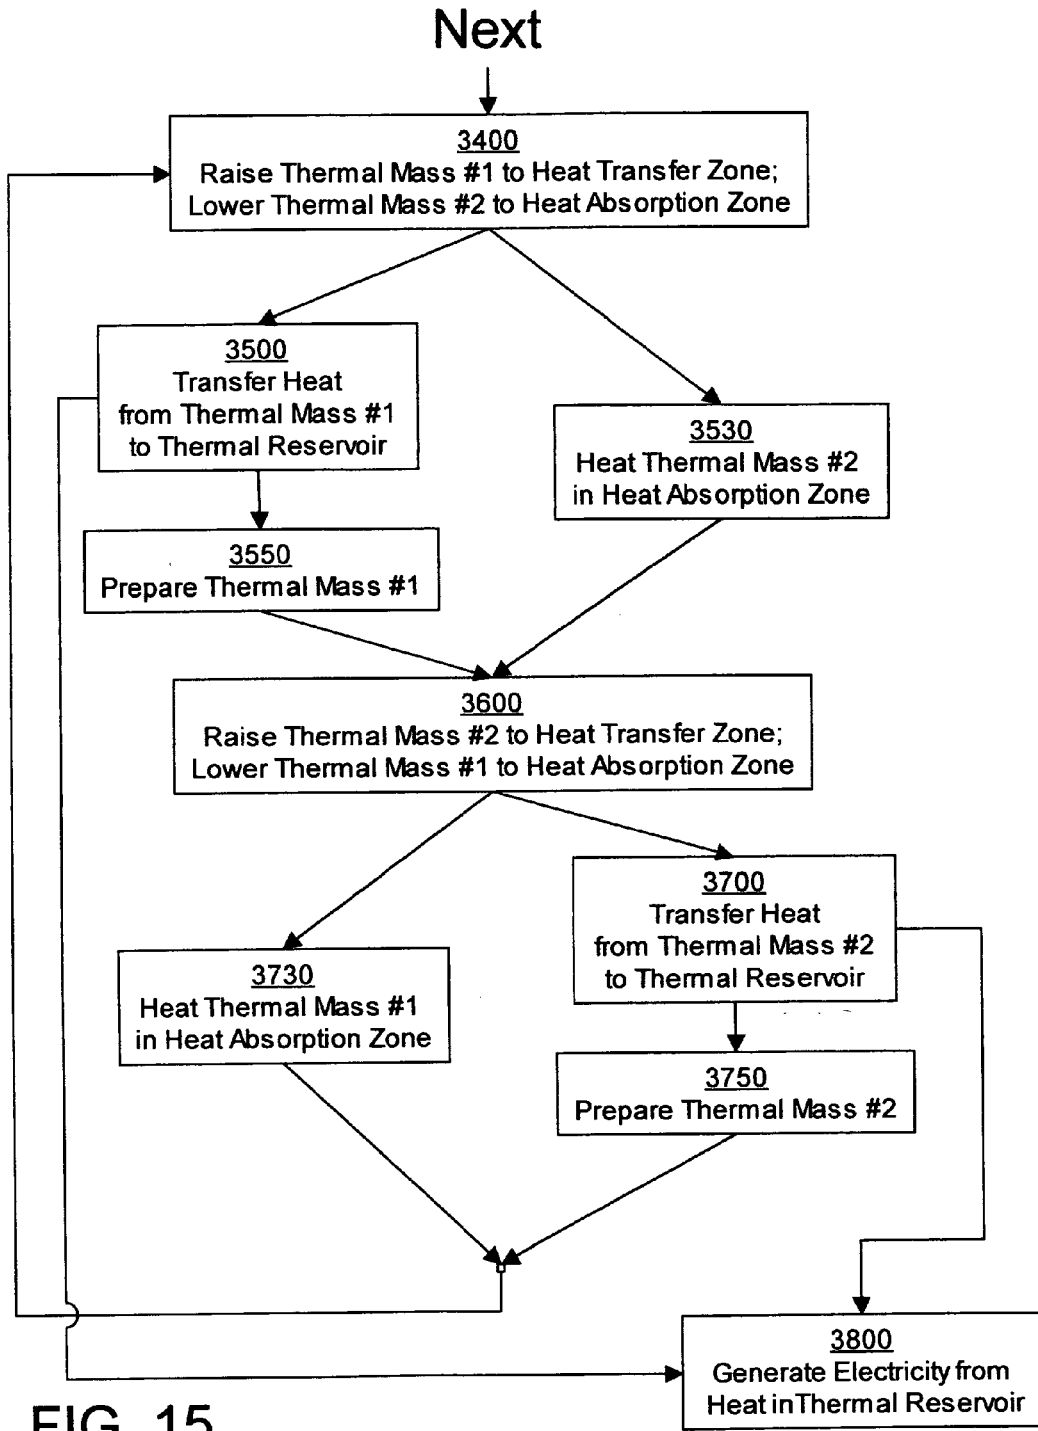 Next
3400
Raise Thermal Mass #1 to Heat Transfer Zone;
Lower Thermal Mass #2 to Heat Absorption Zone
3500
Transfer Heat
from Thermal Mass #1
to Thermal Reservoir
3530
Heat Thermal Mass #2
in Heat Absorption Zone
3550
Prepare Thermal Mass #1
3600
Raise Thermal Mass #2 to Heat Transfer Zone;
Lower Thermal Mass #1 to Heat Absorption Zone
3700
Transfer Heat
from Thermal Mass #2
to Thermal Reservoir
3730
Heat Thermal Mass #1
in Heat Absorption Zone
3750
Prepare Thermal Mass #2
3800
Generate Electricity from
Heat in Thermal Reservoir
FIG. 15